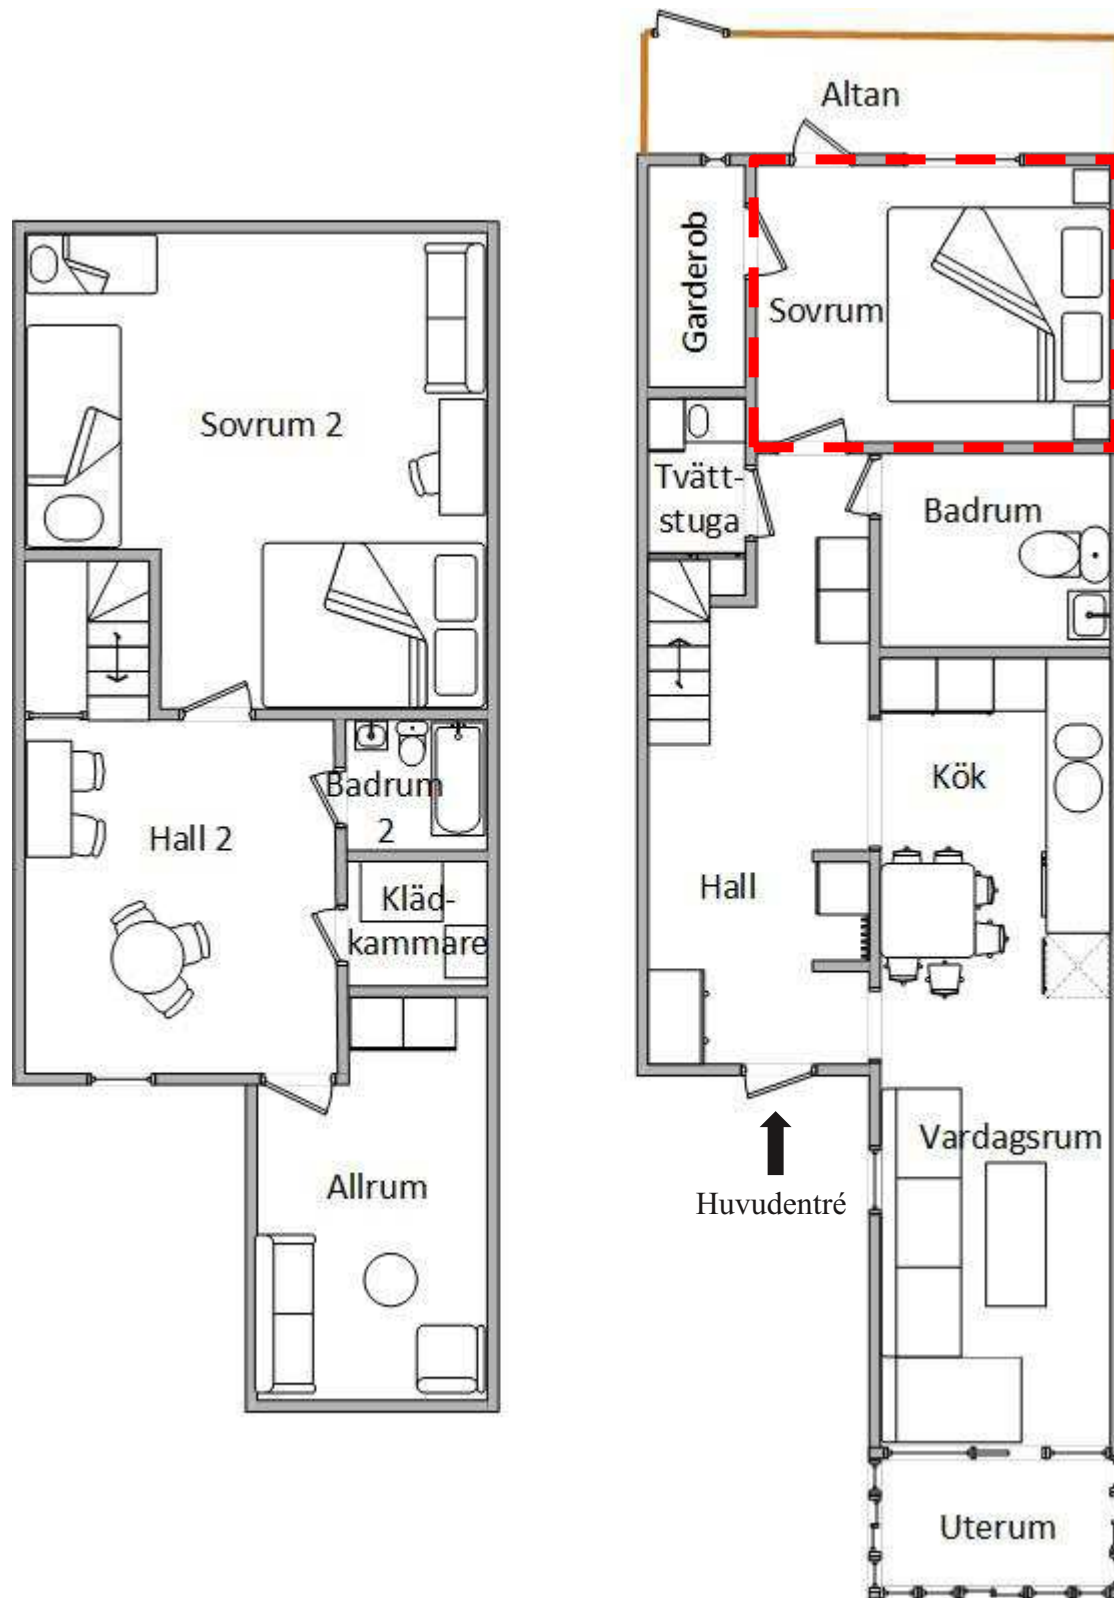 Altan
Garderob
Sovrum
Sovrum 2
Tvätt-
stuga
Badrum
Kök
Badrum
2
Hall 2
Hall
Kläd-
kammare
Vardagsrum
Allrum
Huvudentré
Uterum